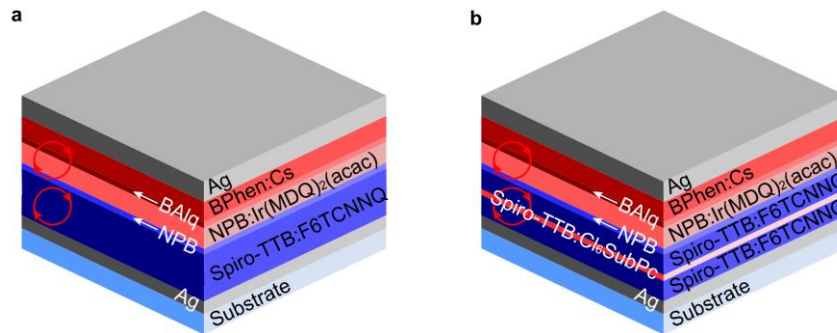 a
Ag
BPhen:Cs
NPB:Ir(MDQ)₂(acac)
BAlq
NPB
Spiro-TTB:F6TCNNQ
Ag
Substrate
b
Ag
BPhen:Cs
NPB:Ir(MDQ)₂(acac)
BAlq
NPB
Spiro-TTB:F6TCNNQ
Spiro-TTB:Cl₆SubPc
Spiro-TTB:F6TCNNQ
Ag
Substrate